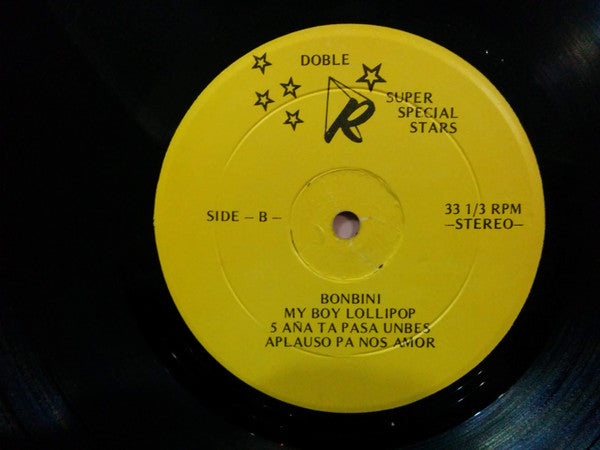 DOBLE
R
SUPER
SPECIAL
STARS
SIDE – B –
33 1/3 RPM
–STEREO–
BONBINI
MY BOY LOLLIPOP
5 AÑA TA PASA UNBES
APLAUSO PA NOS AMOR